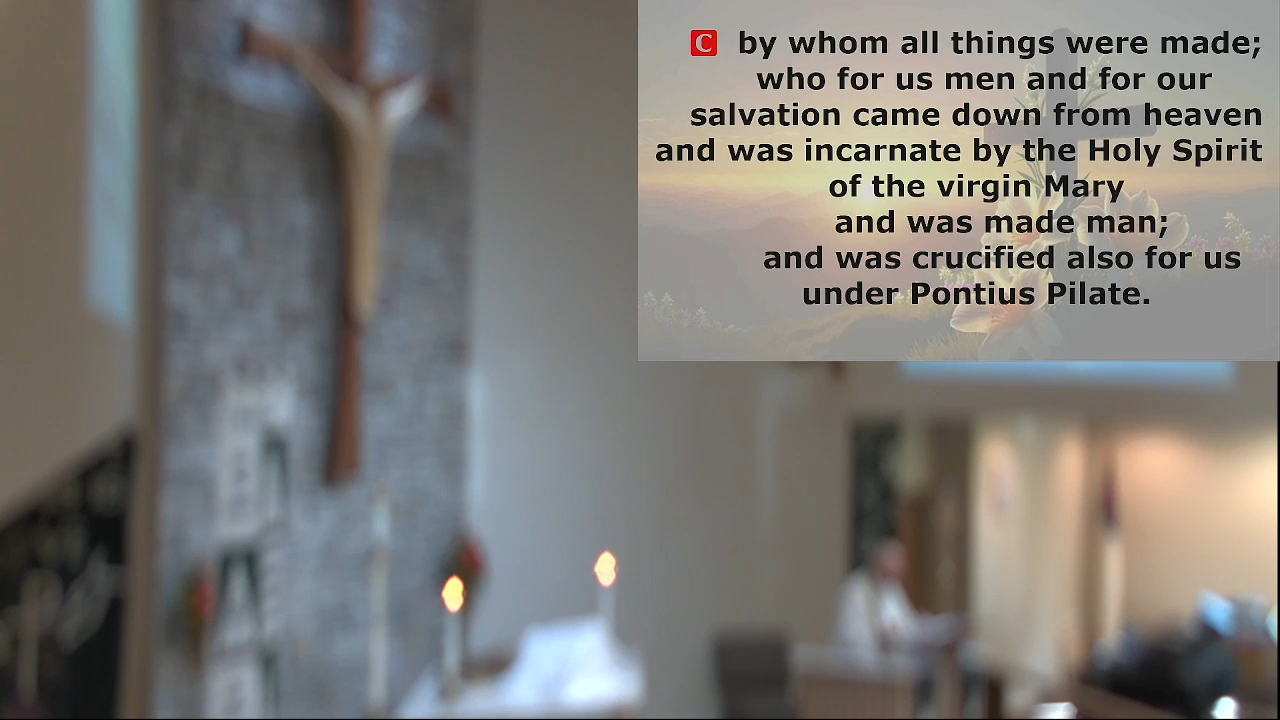 C by whom all things were made;
who for us men and for our
salvation came down from heaven
and was incarnate by the Holy Spirit
of the virgin Mary
and was made man;
and was crucified also for us
under Pontius Pilate.